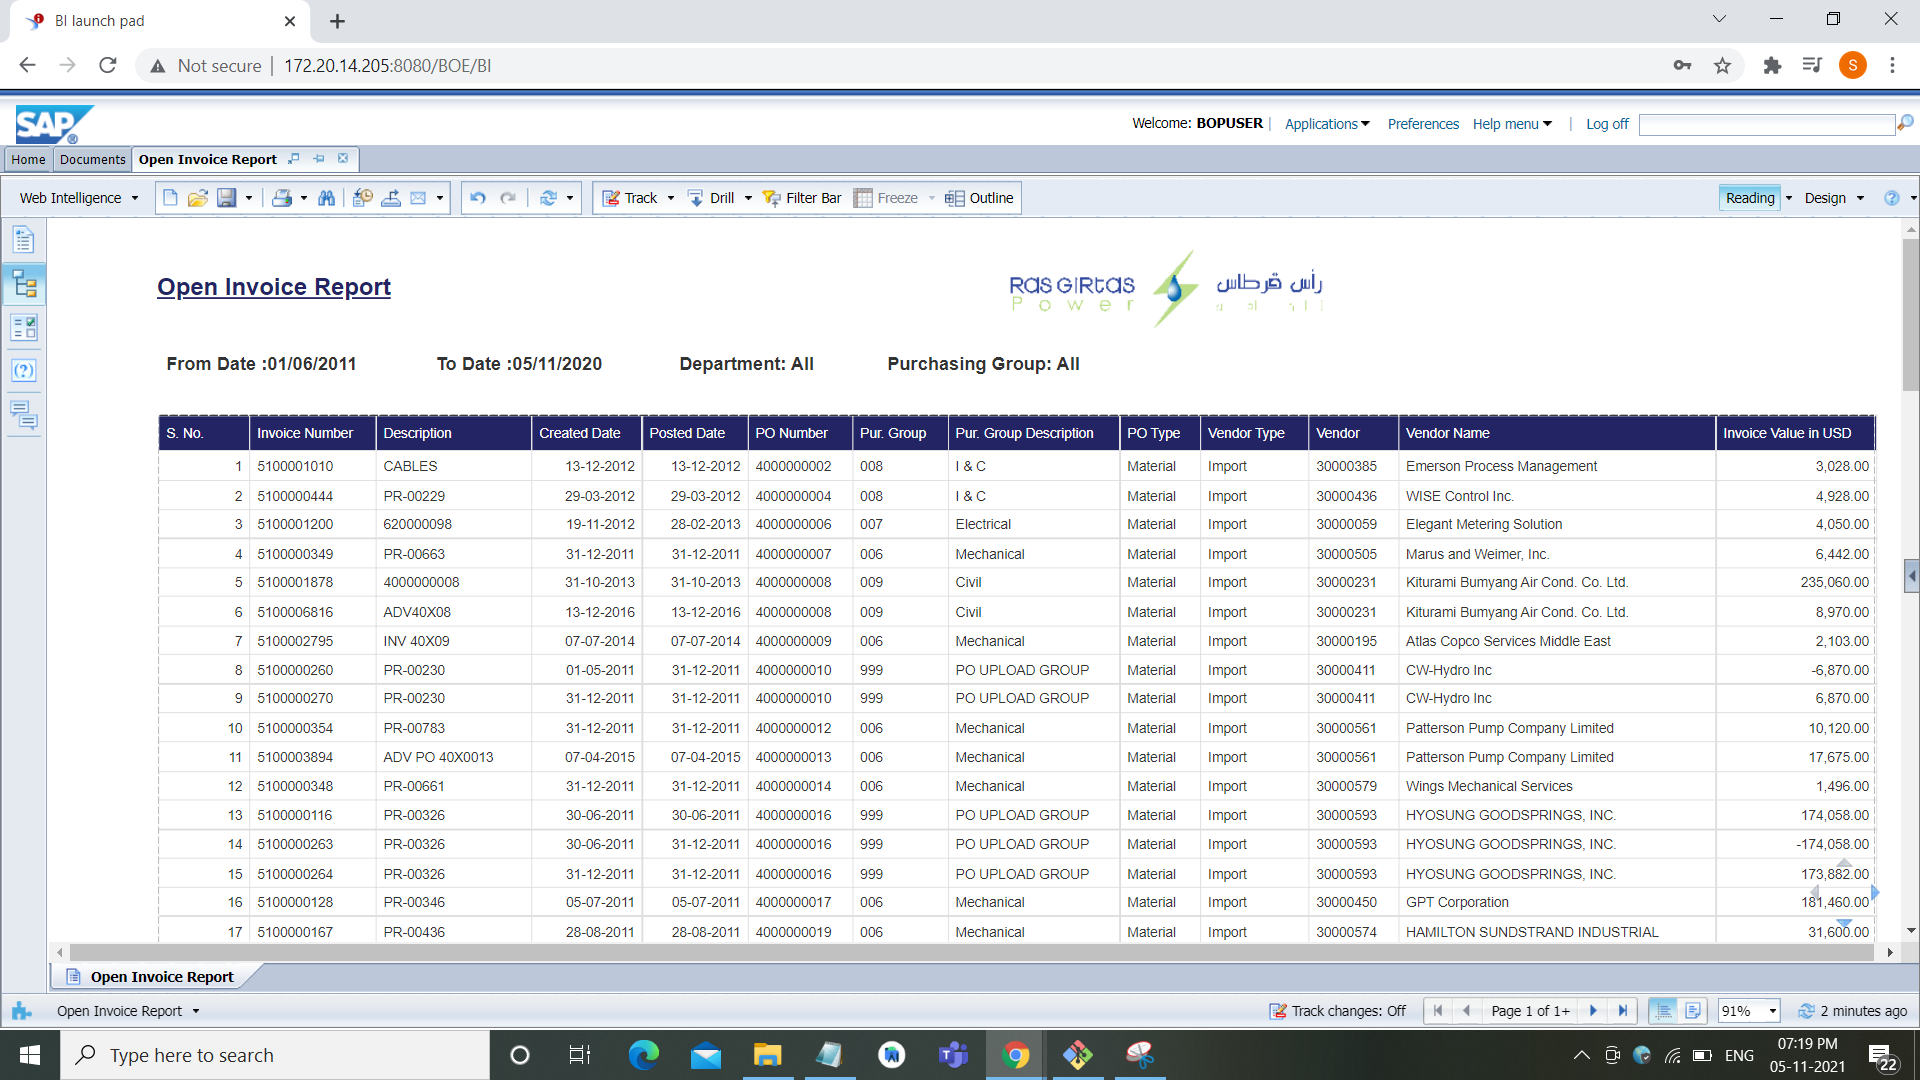 BI launch pad
Not secure 172.20.14.205:8080/BOE/BI
S
SAP
Welcome: BOPUSER Applications Preferences Help menu Log off
Home Documents Open Invoice Report
Web Intelligence Track Drill Filter Bar Freeze Outline Reading Design
Open Invoice Report
Ras Girtas رأس قرطاس
Power
From Date :01/06/2011 To Date :05/11/2020 Department: All Purchasing Group: All
S. No. Invoice Number Description Created Date Posted Date PO Number Pur. Group Pur. Group Description PO Type Vendor Type Vendor Vendor Name Invoice Value in USD
1 5100001010 CABLES 13-12-2012 13-12-2012 4000000002 008 I & C Material Import 30000385 Emerson Process Management 3,028.00
2 5100000444 PR-00229 29-03-2012 29-03-2012 4000000004 008 I & C Material Import 30000436 WISE Control Inc. 4,928.00
3 5100001200 620000098 19-11-2012 28-02-2013 4000000006 007 Electrical Material Import 30000059 Elegant Metering Solution 4,050.00
4 5100000349 PR-00663 31-12-2011 31-12-2011 4000000007 006 Mechanical Material Import 30000505 Marus and Weimer, Inc. 6,442.00
5 5100001878 4000000008 31-10-2013 31-10-2013 4000000008 009 Civil Material Import 30000231 Kiturami Bumyang Air Cond. Co. Ltd. 235,060.00
6 5100006816 ADV40X08 13-12-2016 13-12-2016 4000000008 009 Civil Material Import 30000231 Kiturami Bumyang Air Cond. Co. Ltd. 8,970.00
7 5100002795 INV 40X09 07-07-2014 07-07-2014 4000000009 006 Mechanical Material Import 30000195 Atlas Copco Services Middle East 2,103.00
8 5100000260 PR-00230 01-05-2011 31-12-2011 4000000010 999 PO UPLOAD GROUP Material Import 30000411 CW-Hydro Inc -6,870.00
9 5100000270 PR-00230 31-12-2011 31-12-2011 4000000010 999 PO UPLOAD GROUP Material Import 30000411 CW-Hydro Inc 6,870.00
10 5100000354 PR-00783 31-12-2011 31-12-2011 4000000012 006 Mechanical Material Import 30000561 Patterson Pump Company Limited 10,120.00
11 5100003894 ADV PO 40X0013 07-04-2015 07-04-2015 4000000013 006 Mechanical Material Import 30000561 Patterson Pump Company Limited 17,675.00
12 5100000348 PR-00661 31-12-2011 31-12-2011 4000000014 006 Mechanical Material Import 30000579 Wings Mechanical Services 1,496.00
13 5100000116 PR-00326 30-06-2011 30-06-2011 4000000016 999 PO UPLOAD GROUP Material Import 30000593 HYOSUNG GOODSPRINGS, INC. 174,058.00
14 5100000263 PR-00326 30-06-2011 31-12-2011 4000000016 999 PO UPLOAD GROUP Material Import 30000593 HYOSUNG GOODSPRINGS, INC. -174,058.00
15 5100000264 PR-00326 31-12-2011 31-12-2011 4000000016 999 PO UPLOAD GROUP Material Import 30000593 HYOSUNG GOODSPRINGS, INC. 173,882.00
16 5100000128 PR-00346 05-07-2011 05-07-2011 4000000017 006 Mechanical Material Import 30000450 GPT Corporation 181,460.00
17 5100000167 PR-00436 28-08-2011 28-08-2011 4000000019 006 Mechanical Material Import 30000574 HAMILTON SUNDSTRAND INDUSTRIAL 31,600.00
Open Invoice Report
Open Invoice Report Track changes: Off Page 1 of 1+ 91% 2 minutes ago
Type here to search ENG 07:19 PM
05-11-2021 22